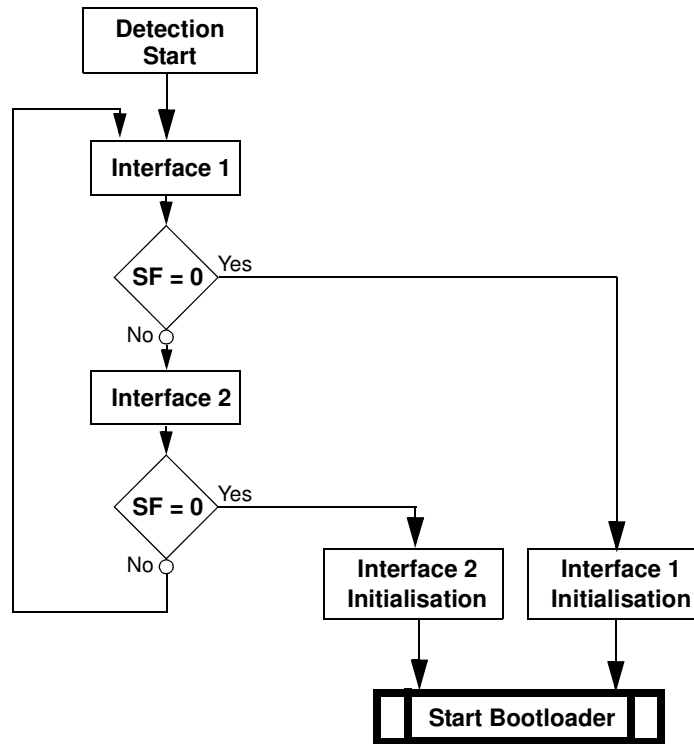 Detection
Start
Interface 1
SF = 0
Yes
No
Interface 2
SF = 0
Yes
No
Interface 2
Initialisation
Interface 1
Initialisation
Start Bootloader